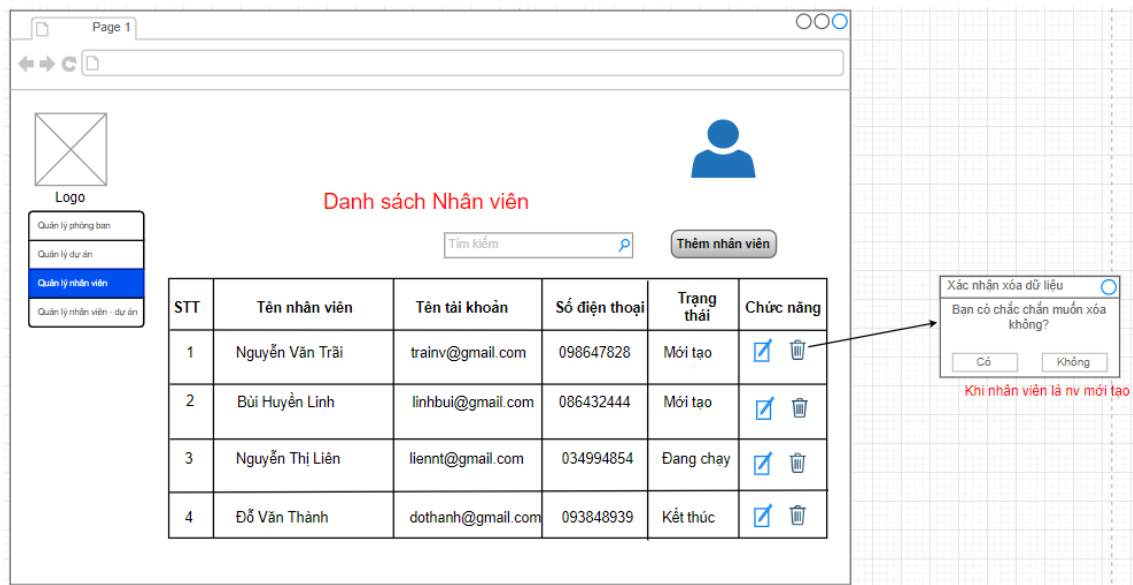 Page 1
Logo
Danh sách Nhân viên
Quản lý phòng ban
Quản lý dự án
Quản lý nhân viên
Quản lý nhân viên - dự án
Tìm kiếm
Thêm nhân viên
STT Tên nhân viên Tên tài khoản Số điện thoại Trạng thái Chức năng
1 Nguyễn Văn Trãi trainv@gmail.com 098647828 Mới tạo
2 Bùi Huyền Linh linhbui@gmail.com 086432444 Mới tạo
3 Nguyễn Thị Liên liennt@gmail.com 034994854 Đang chạy
4 Đỗ Văn Thành dothanh@gmail.com 093848939 Kết thúc
Xác nhận xóa dữ liệu
Bạn có chắc chắn muốn xóa
không?
Có Không
Khi nhân viên là nv mới tạo